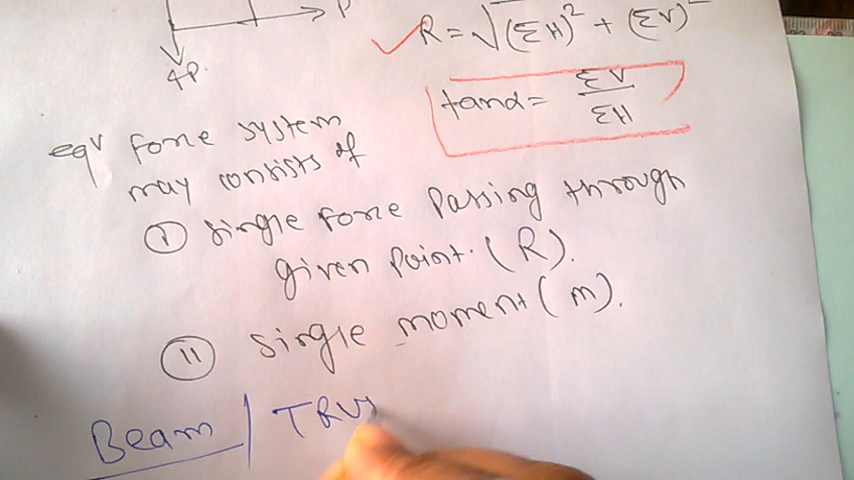 P
R = √(ΣH)² + (ΣV)²
4P.
tanα = ΣV/ΣH
eqv force system
may consists of
I single force Passing through
given point. (R).
II single moment (m).
Beam | TRUS